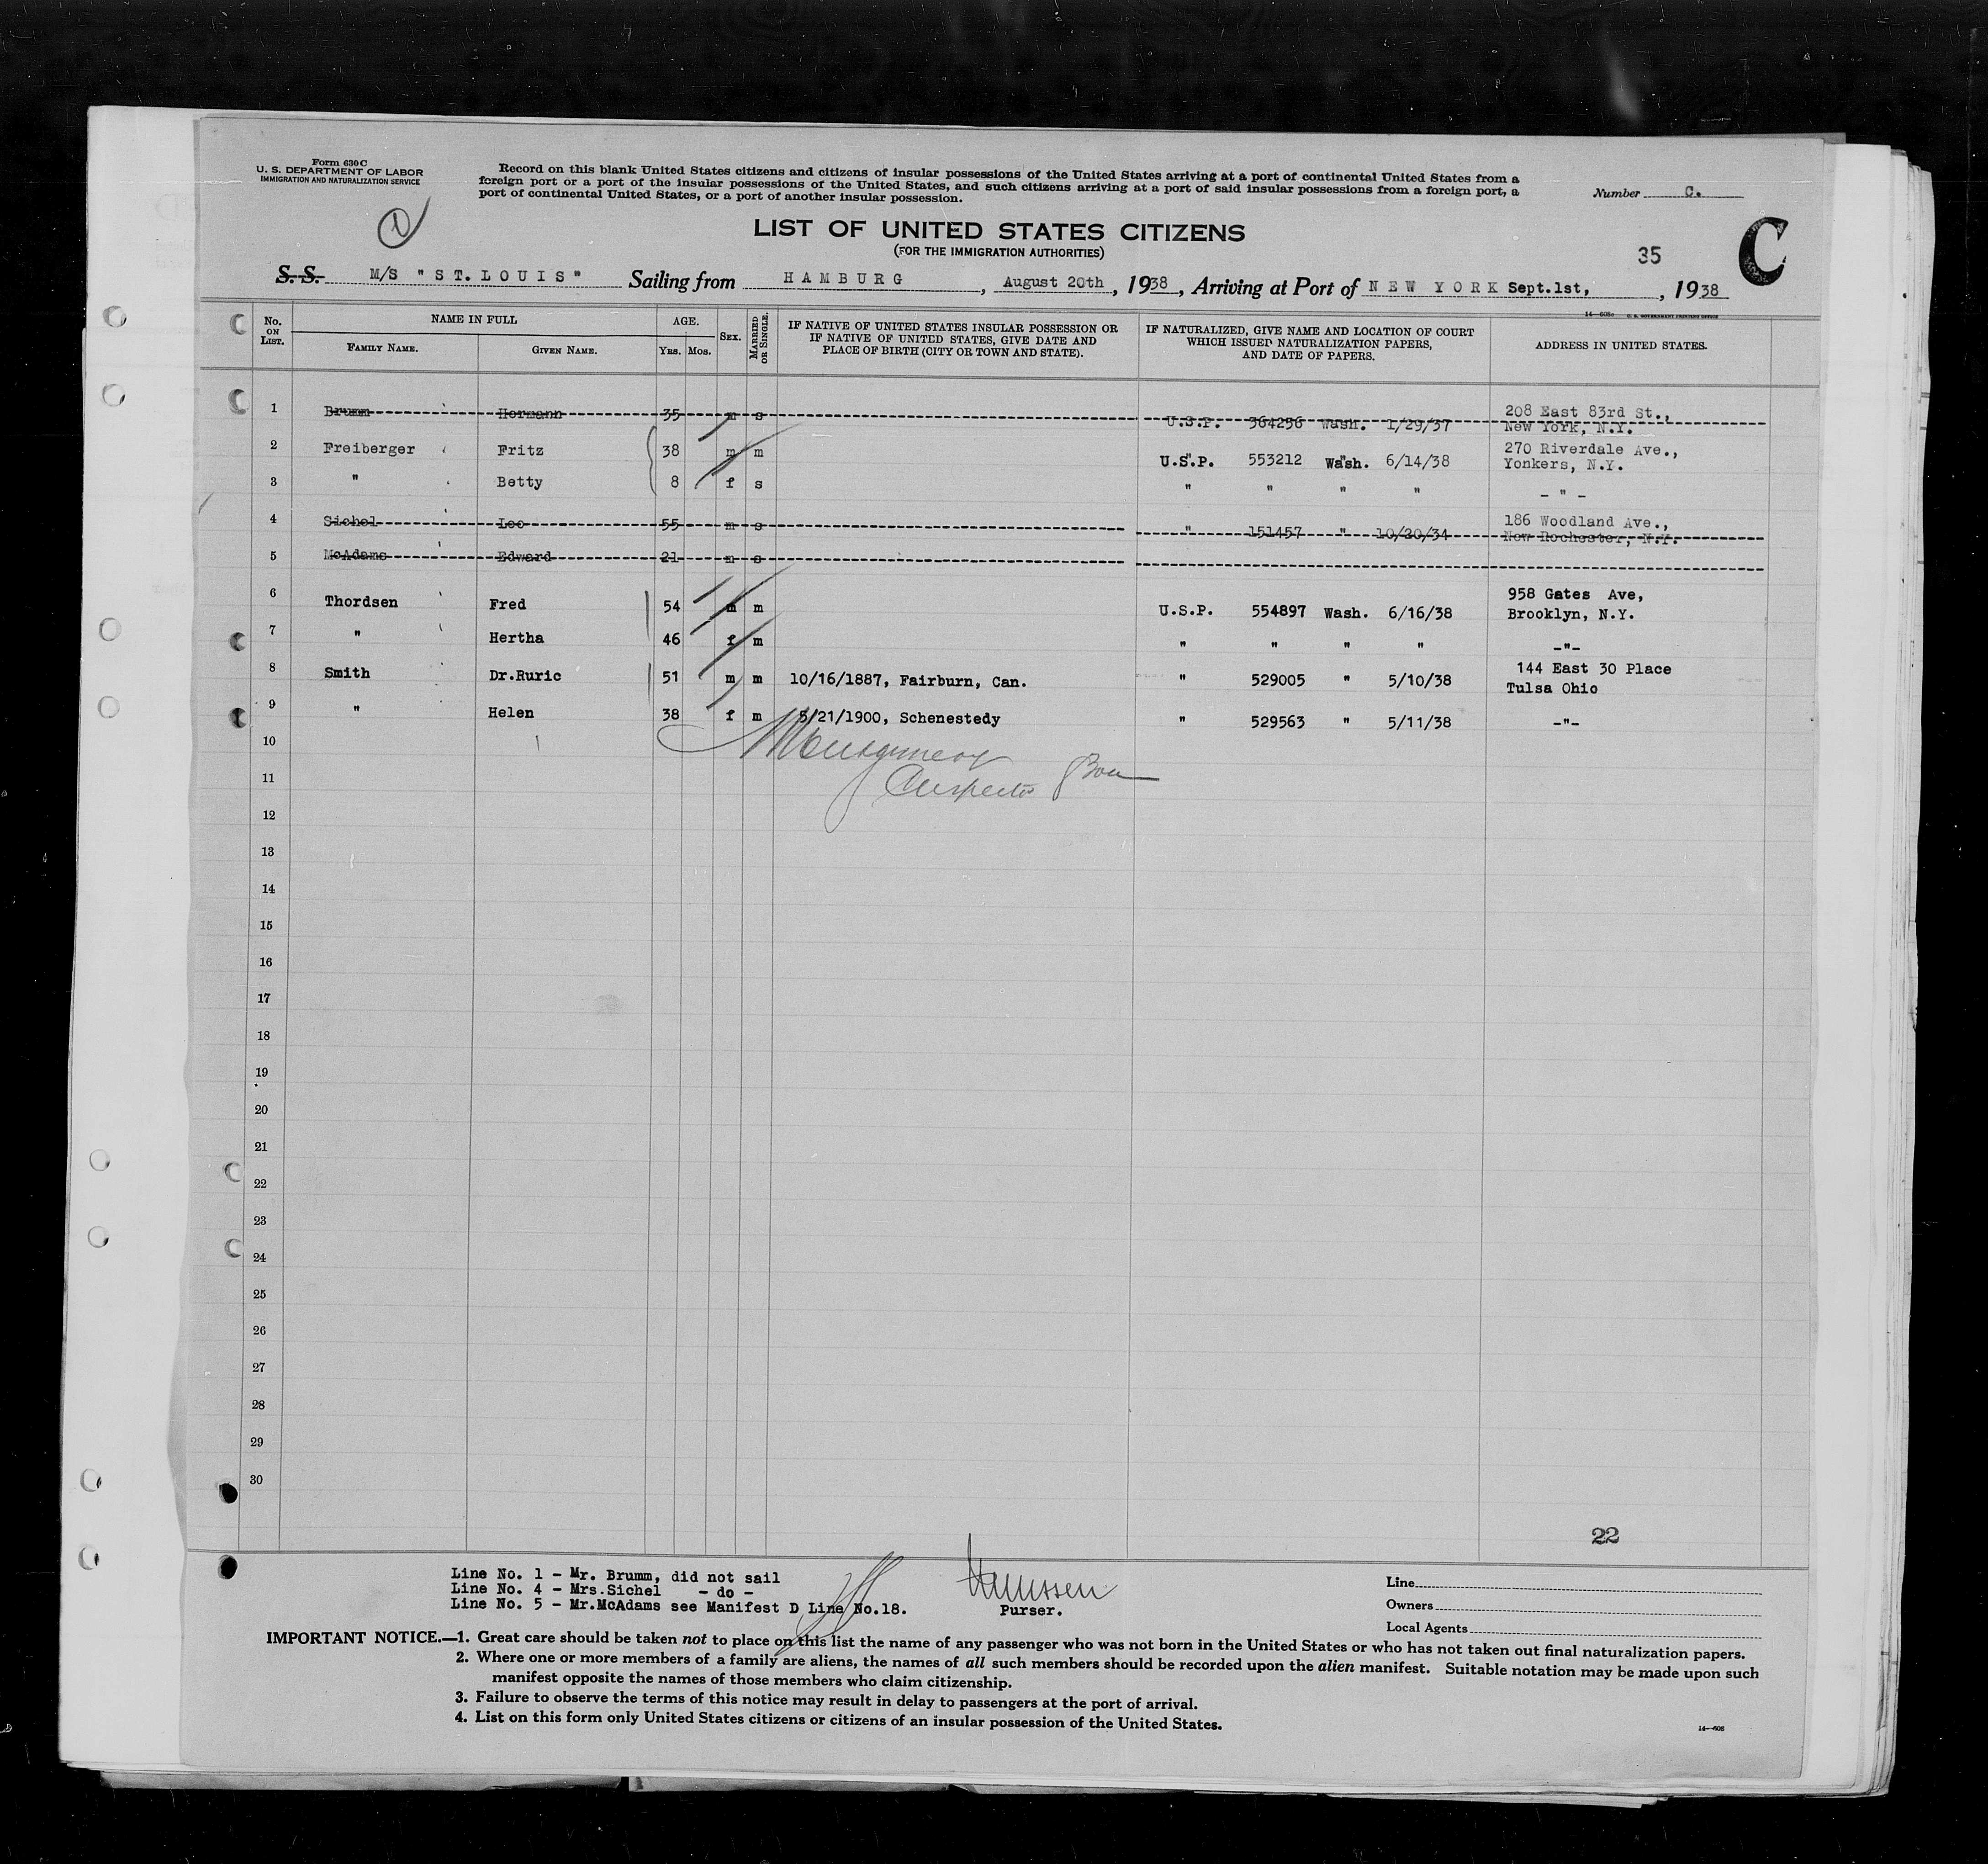 Form 630 C
U. S. DEPARTMENT OF LABOR
IMMIGRATION AND NATURALIZATION SERVICE
Record on this blank United States citizens and citizens of insular possessions of the United States arriving at a port of continental United States from a
foreign port or a port of the insular possessions of the United States, and such citizens arriving at a port of said insular possessions from a foreign port, a
port of continental United States, or a port of another insular possession.
Number C.
1
LIST OF UNITED STATES CITIZENS
(FOR THE IMMIGRATION AUTHORITIES)
35
C
S. S. M/S "ST. LOUIS" Sailing from HAMBURG, August 20th, 1938, Arriving at Port of NEW YORK Sept.1st, , 1938
14—608c U. S. GOVERNMENT PRINTING OFFICE
No. ON LIST. NAME IN FULL FAMILY NAME. GIVEN NAME. AGE. YRS. MOS. SEX. MARRIED OR SINGLE. IF NATIVE OF UNITED STATES INSULAR POSSESSION OR IF NATIVE OF UNITED STATES, GIVE DATE AND PLACE OF BIRTH (CITY OR TOWN AND STATE). IF NATURALIZED, GIVE NAME AND LOCATION OF COURT WHICH ISSUED NATURALIZATION PAPERS, AND DATE OF PAPERS. ADDRESS IN UNITED STATES.
1 Brumm Hermann 35 m s U.S.P. 364256 Wash. 1/29/37 208 East 83rd St.,
New York, N.Y.
2 Freiberger Fritz 38 m m U.S.P. 553212 Wash. 6/14/38 270 Riverdale Ave.,
Yonkers, N.Y.
3 " Betty 8 f s " " " " - " -
4 Sichel Leo 55 m s " 151457 " 10/20/34 186 Woodland Ave.,
New Rochester, N.Y.
5 McAdams Edward 21 m s
6 Thordsen Fred 54 m m U.S.P. 554897 Wash. 6/16/38 958 Gates Ave,
Brooklyn, N.Y.
7 " Hertha 46 f m " " " " -"-
8 Smith Dr.Ruric 51 m m 10/16/1887, Fairburn, Can. " 529005 " 5/10/38 144 East 30 Place
Tulsa Ohio
9 " Helen 38 f m 5/21/1900, Schenestedy " 529563 " 5/11/38 -"-
10
11
12
13
14
15
16
17
18
19
20
21
22
23
24
25
26
27
28
29
30
22
Line No. 1 - Mr. Brumm, did not sail
Line No. 4 - Mrs.Sichel - do -
Line No. 5 - Mr.McAdams see Manifest D Line No.18.
Purser.
Line
Owners
Local Agents
IMPORTANT NOTICE.—1. Great care should be taken not to place on this list the name of any passenger who was not born in the United States or who has not taken out final naturalization papers.
2. Where one or more members of a family are aliens, the names of all such members should be recorded upon the alien manifest. Suitable notation may be made upon such
manifest opposite the names of those members who claim citizenship.
3. Failure to observe the terms of this notice may result in delay to passengers at the port of arrival.
4. List on this form only United States citizens or citizens of an insular possession of the United States.
14—608